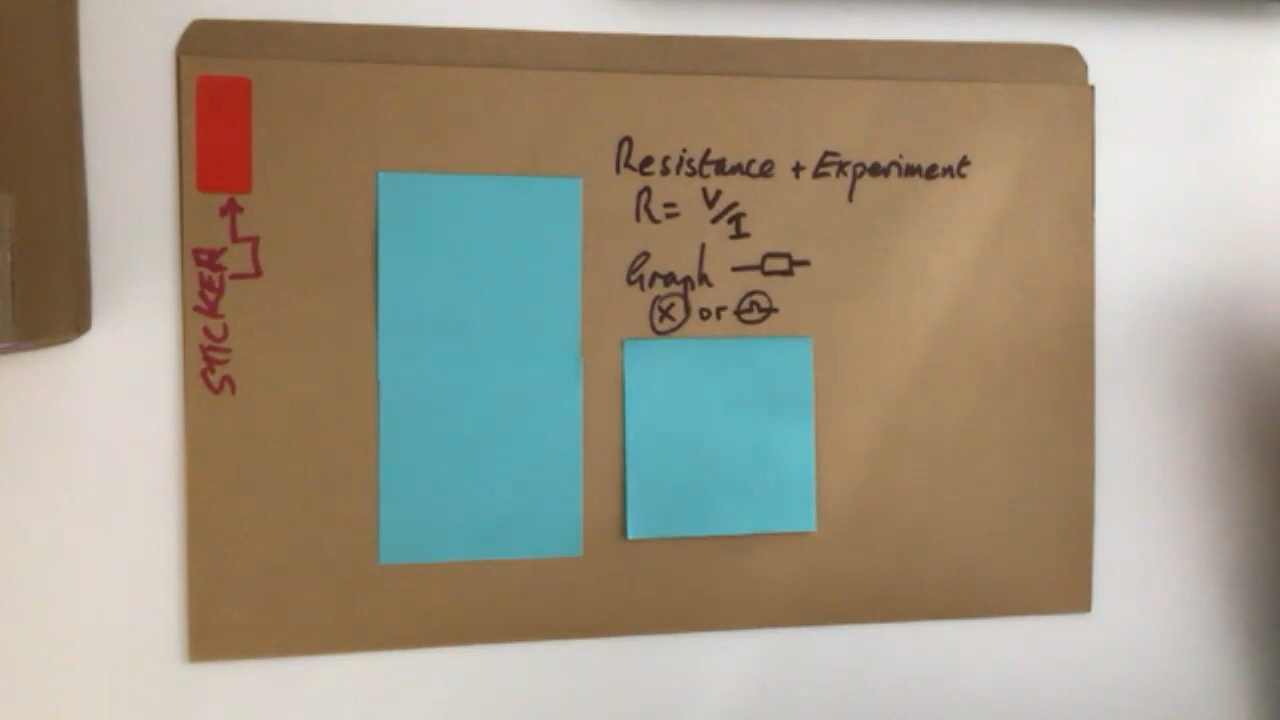 STICKER
Resistance + Experiment
R = V/I
Graph
or